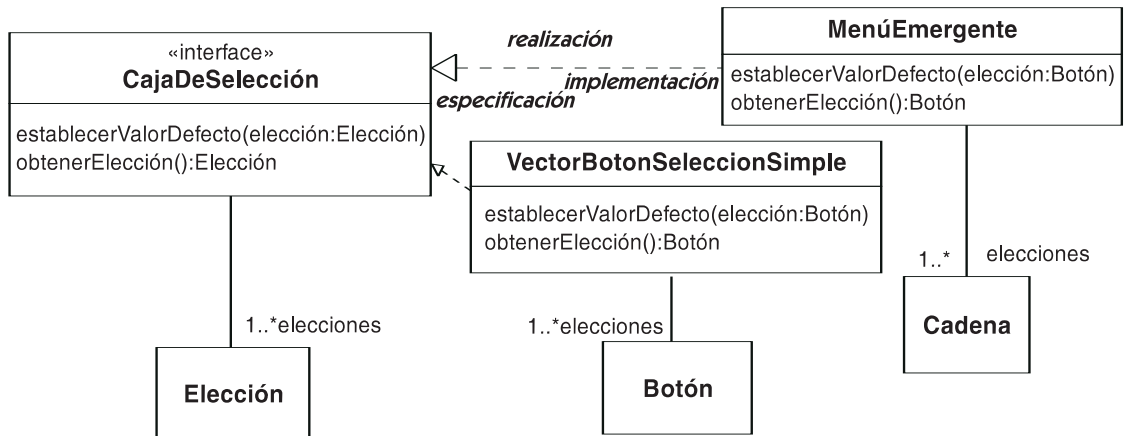 «interface»
CajaDeSelección
establecerValorDefecto(elección:Elección)
obtenerElección():Elección
realización
implementación
especificación
MenúEmergente
establecerValorDefecto(elección:Botón)
obtenerElección():Botón
VectorBotonSeleccionSimple
establecerValorDefecto(elección:Botón)
obtenerElección():Botón
1..* elecciones
Cadena
1..*elecciones
Elección
1..*elecciones
Botón